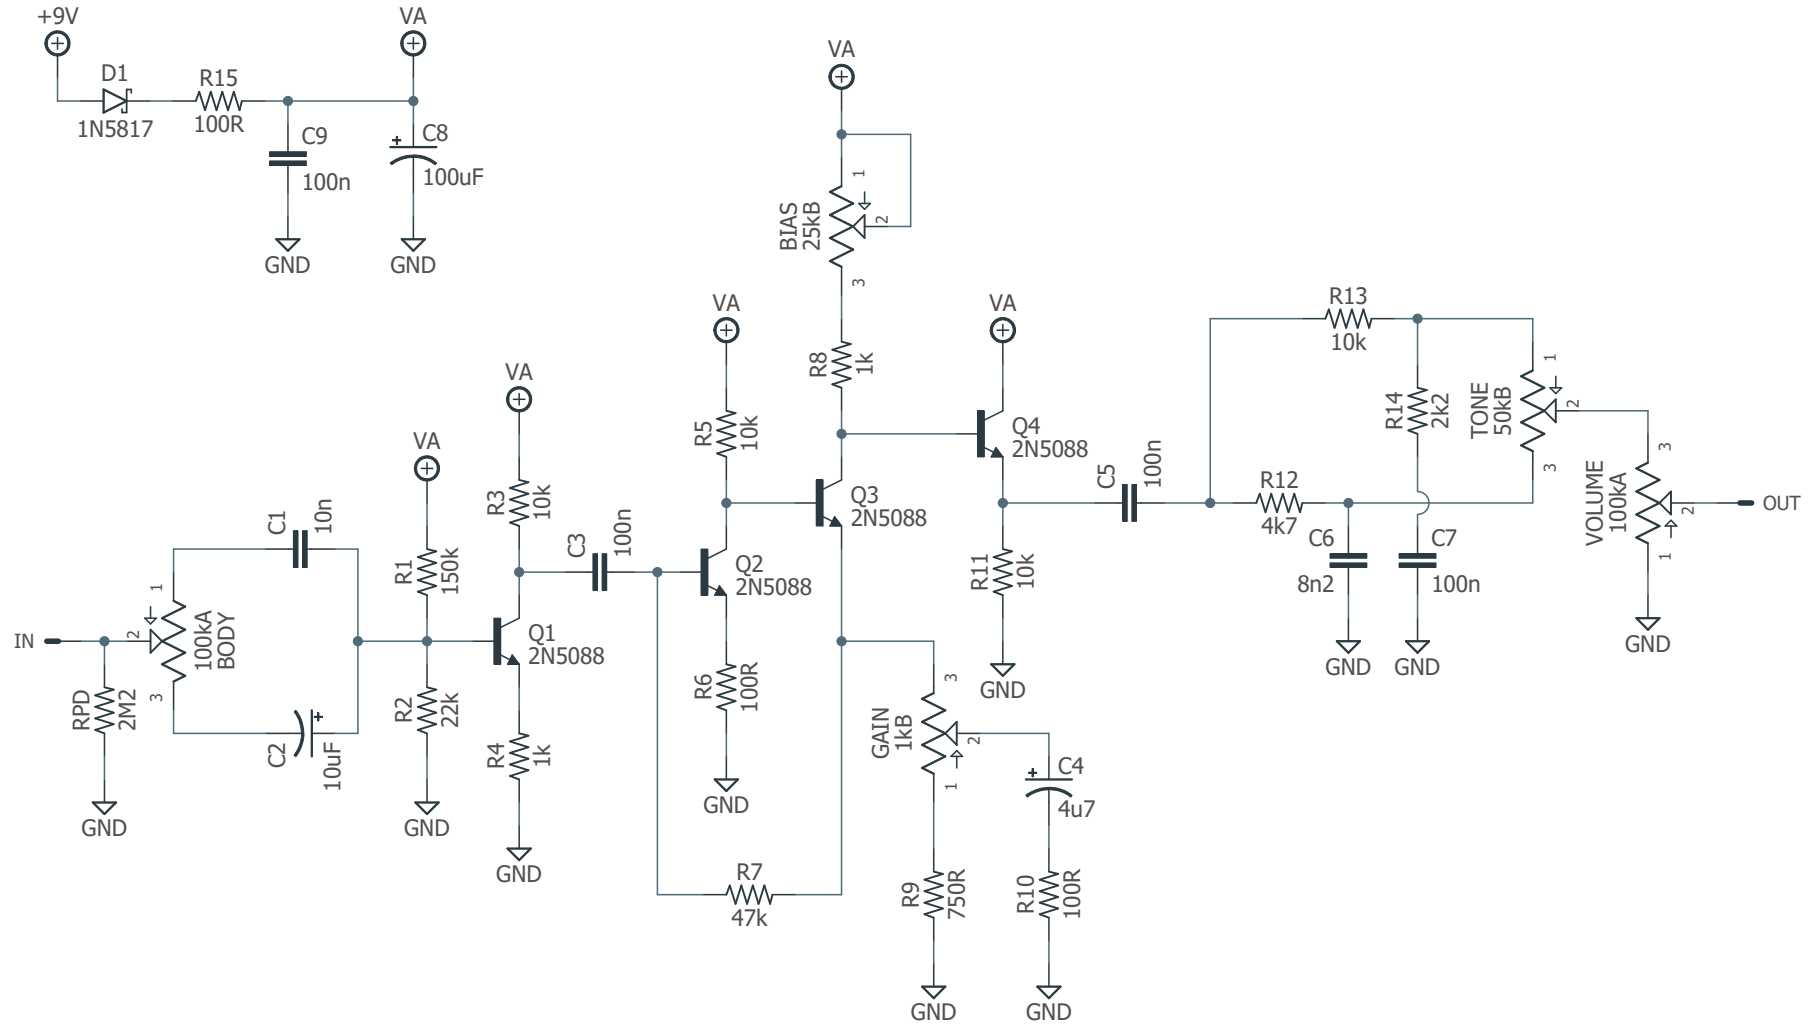 +9V
VA
D1
1N5817
R15
100R
C9
100n
C8
100uF
GND
GND
VA
BIAS
25kB
1
2
3
R8
1k
VA
R5
10k
VA
R3
10k
VA
R1
150k
C1
10n
IN
RPD
2M2
GND
1
2
3
100kA
BODY
C2
10uF
R2
22k
GND
Q1
2N5088
R4
1k
GND
C3
100n
Q2
2N5088
R6
100R
GND
R7
47k
Q3
2N5088
GAIN
1kB
3
2
1
R9
750R
GND
C4
4u7
R10
100R
GND
VA
Q4
2N5088
R11
10k
GND
C5
100n
R13
10k
R14
2k2
R12
4k7
C6
8n2
GND
C7
100n
GND
TONE
50kB
1
2
3
VOLUME
100kA
3
2
1
GND
OUT